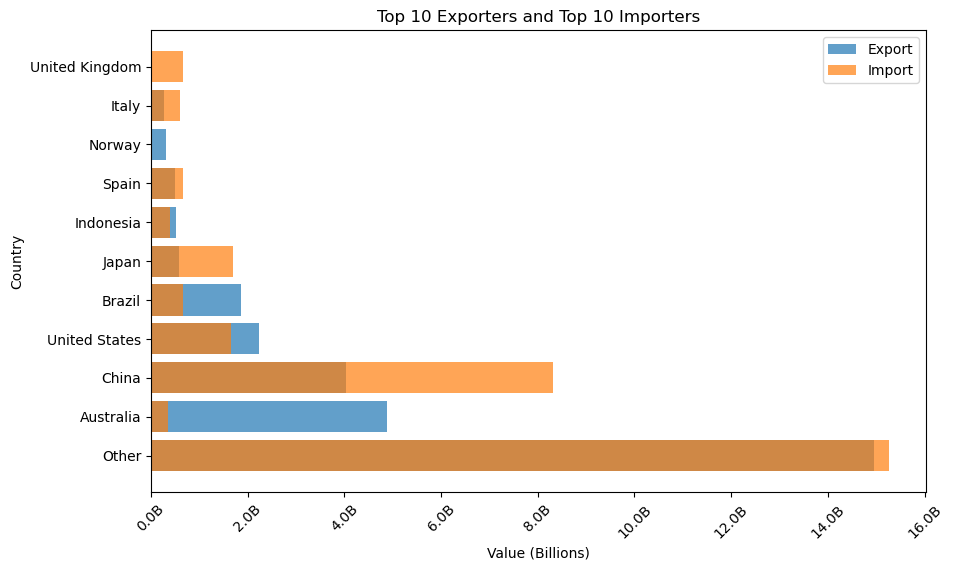 Top 10 Exporters and Top 10 Importers
Export
Import
Country
United Kingdom
Italy
Norway
Spain
Indonesia
Japan
Brazil
United States
China
Australia
Other
0.0B
2.0B
4.0B
6.0B
8.0B
10.0B
12.0B
14.0B
16.0B
Value (Billions)